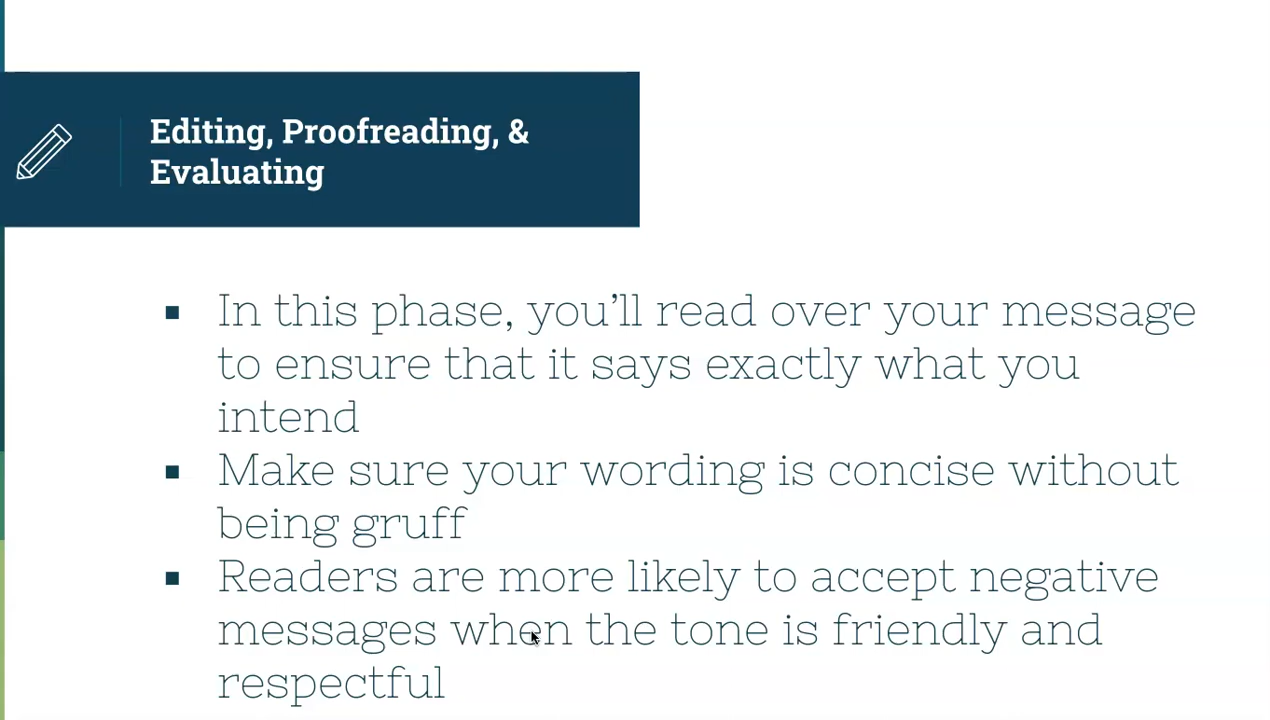 Editing, Proofreading, &
Evaluating
▪ In this phase, you’ll read over your message
to ensure that it says exactly what you
intend
▪ Make sure your wording is concise without
being gruff
▪ Readers are more likely to accept negative
messages when the tone is friendly and
respectful